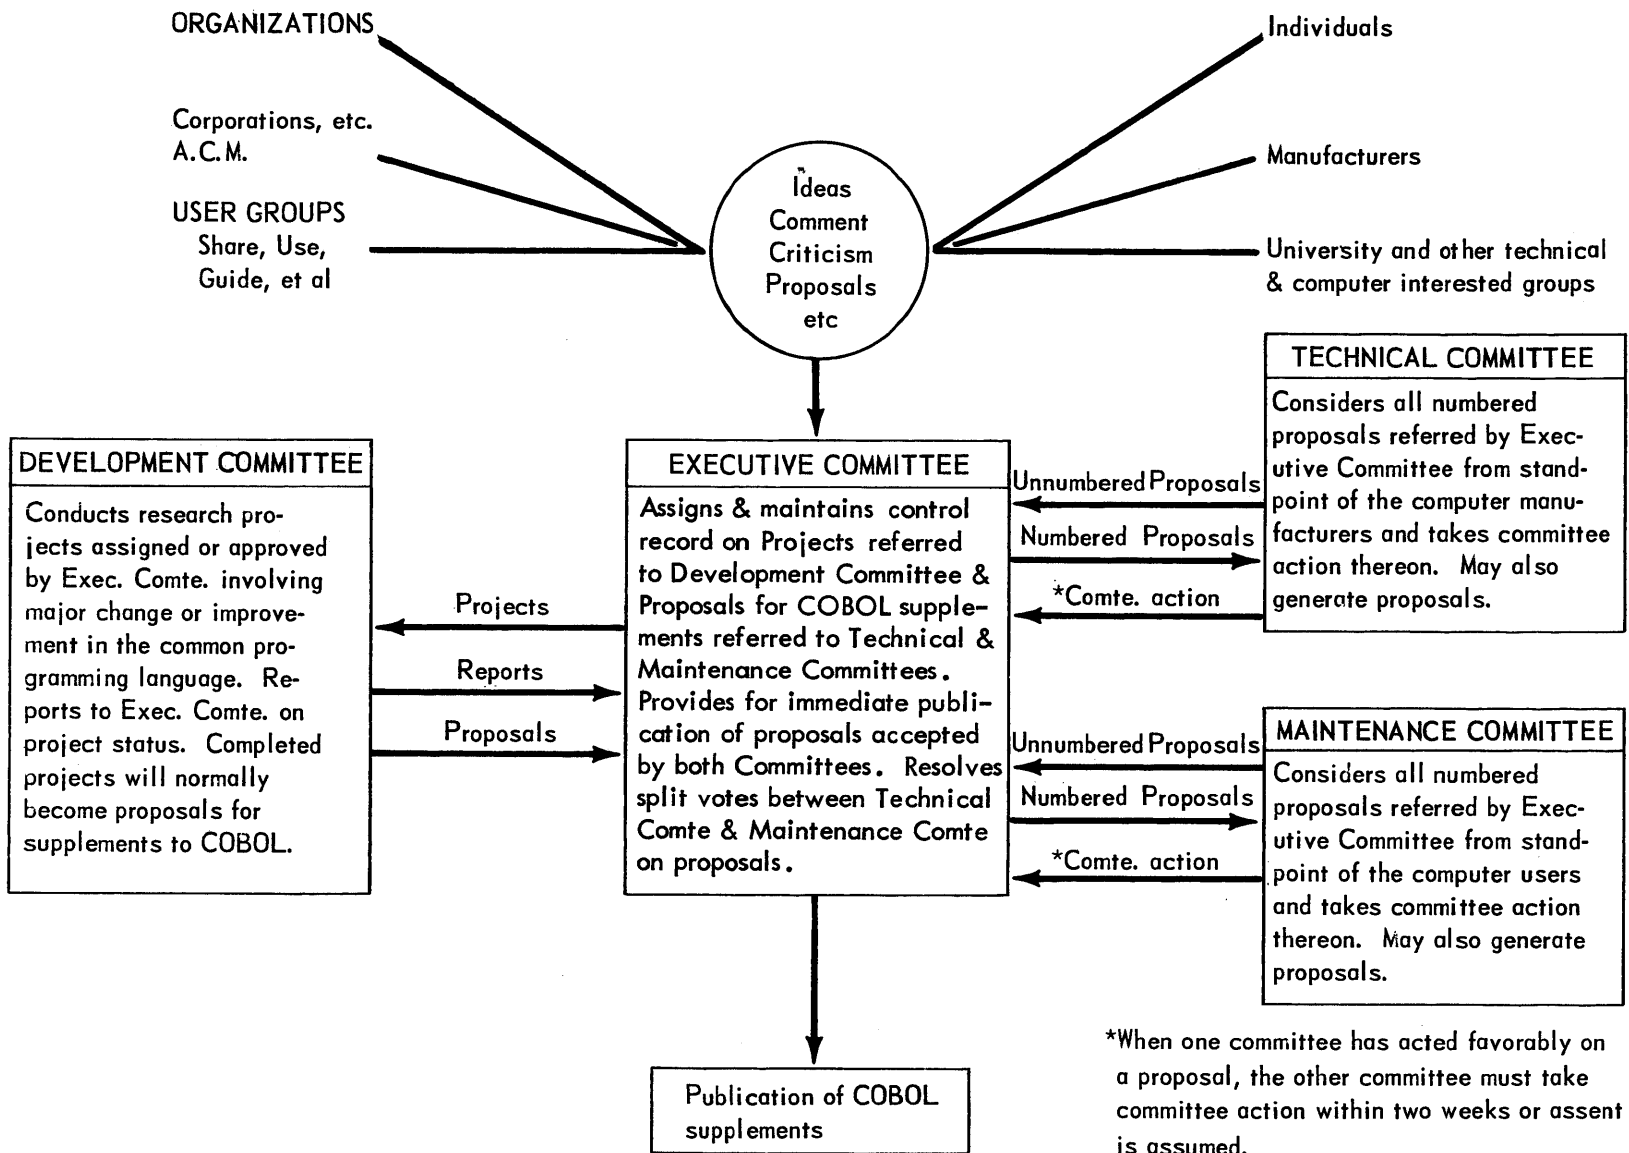 ORGANIZATIONS
Corporations, etc.
A.C.M.
USER GROUPS
Share, Use,
Guide, et al
Ideas
Comment
Criticism
Proposals
etc
Individuals
Manufacturers
University and other technical
& computer interested groups
DEVELOPMENT COMMITTEE
Conducts research pro-
jects assigned or approved
by Exec. Comte. involving
major change or improve-
ment in the common pro-
gramming language. Re-
ports to Exec. Comte. on
project status. Completed
projects will normally
become proposals for
supplements to COBOL.
Projects
Reports
Proposals
EXECUTIVE COMMITTEE
Assigns & maintains control
record on Projects referred
to Development Committee &
Proposals for COBOL supple-
ments referred to Technical &
Maintenance Committees.
Provides for immediate publi-
cation of proposals accepted
by both Committees. Resolves
split votes between Technical
Comte & Maintenance Comte
on proposals.
Unnumbered Proposals
Numbered Proposals
*Comte. action
TECHNICAL COMMITTEE
Considers all numbered
proposals referred by Exec-
utive Committee from stand-
point of the computer manu-
facturers and takes committee
action thereon. May also
generate proposals.
Unnumbered Proposals
Numbered Proposals
*Comte. action
MAINTENANCE COMMITTEE
Considers all numbered
proposals referred by Exec-
utive Committee from stand-
point of the computer users
and takes committee action
thereon. May also generate
proposals.
Publication of COBOL
supplements
*When one committee has acted favorably on
a proposal, the other committee must take
committee action within two weeks or assent
is assumed.